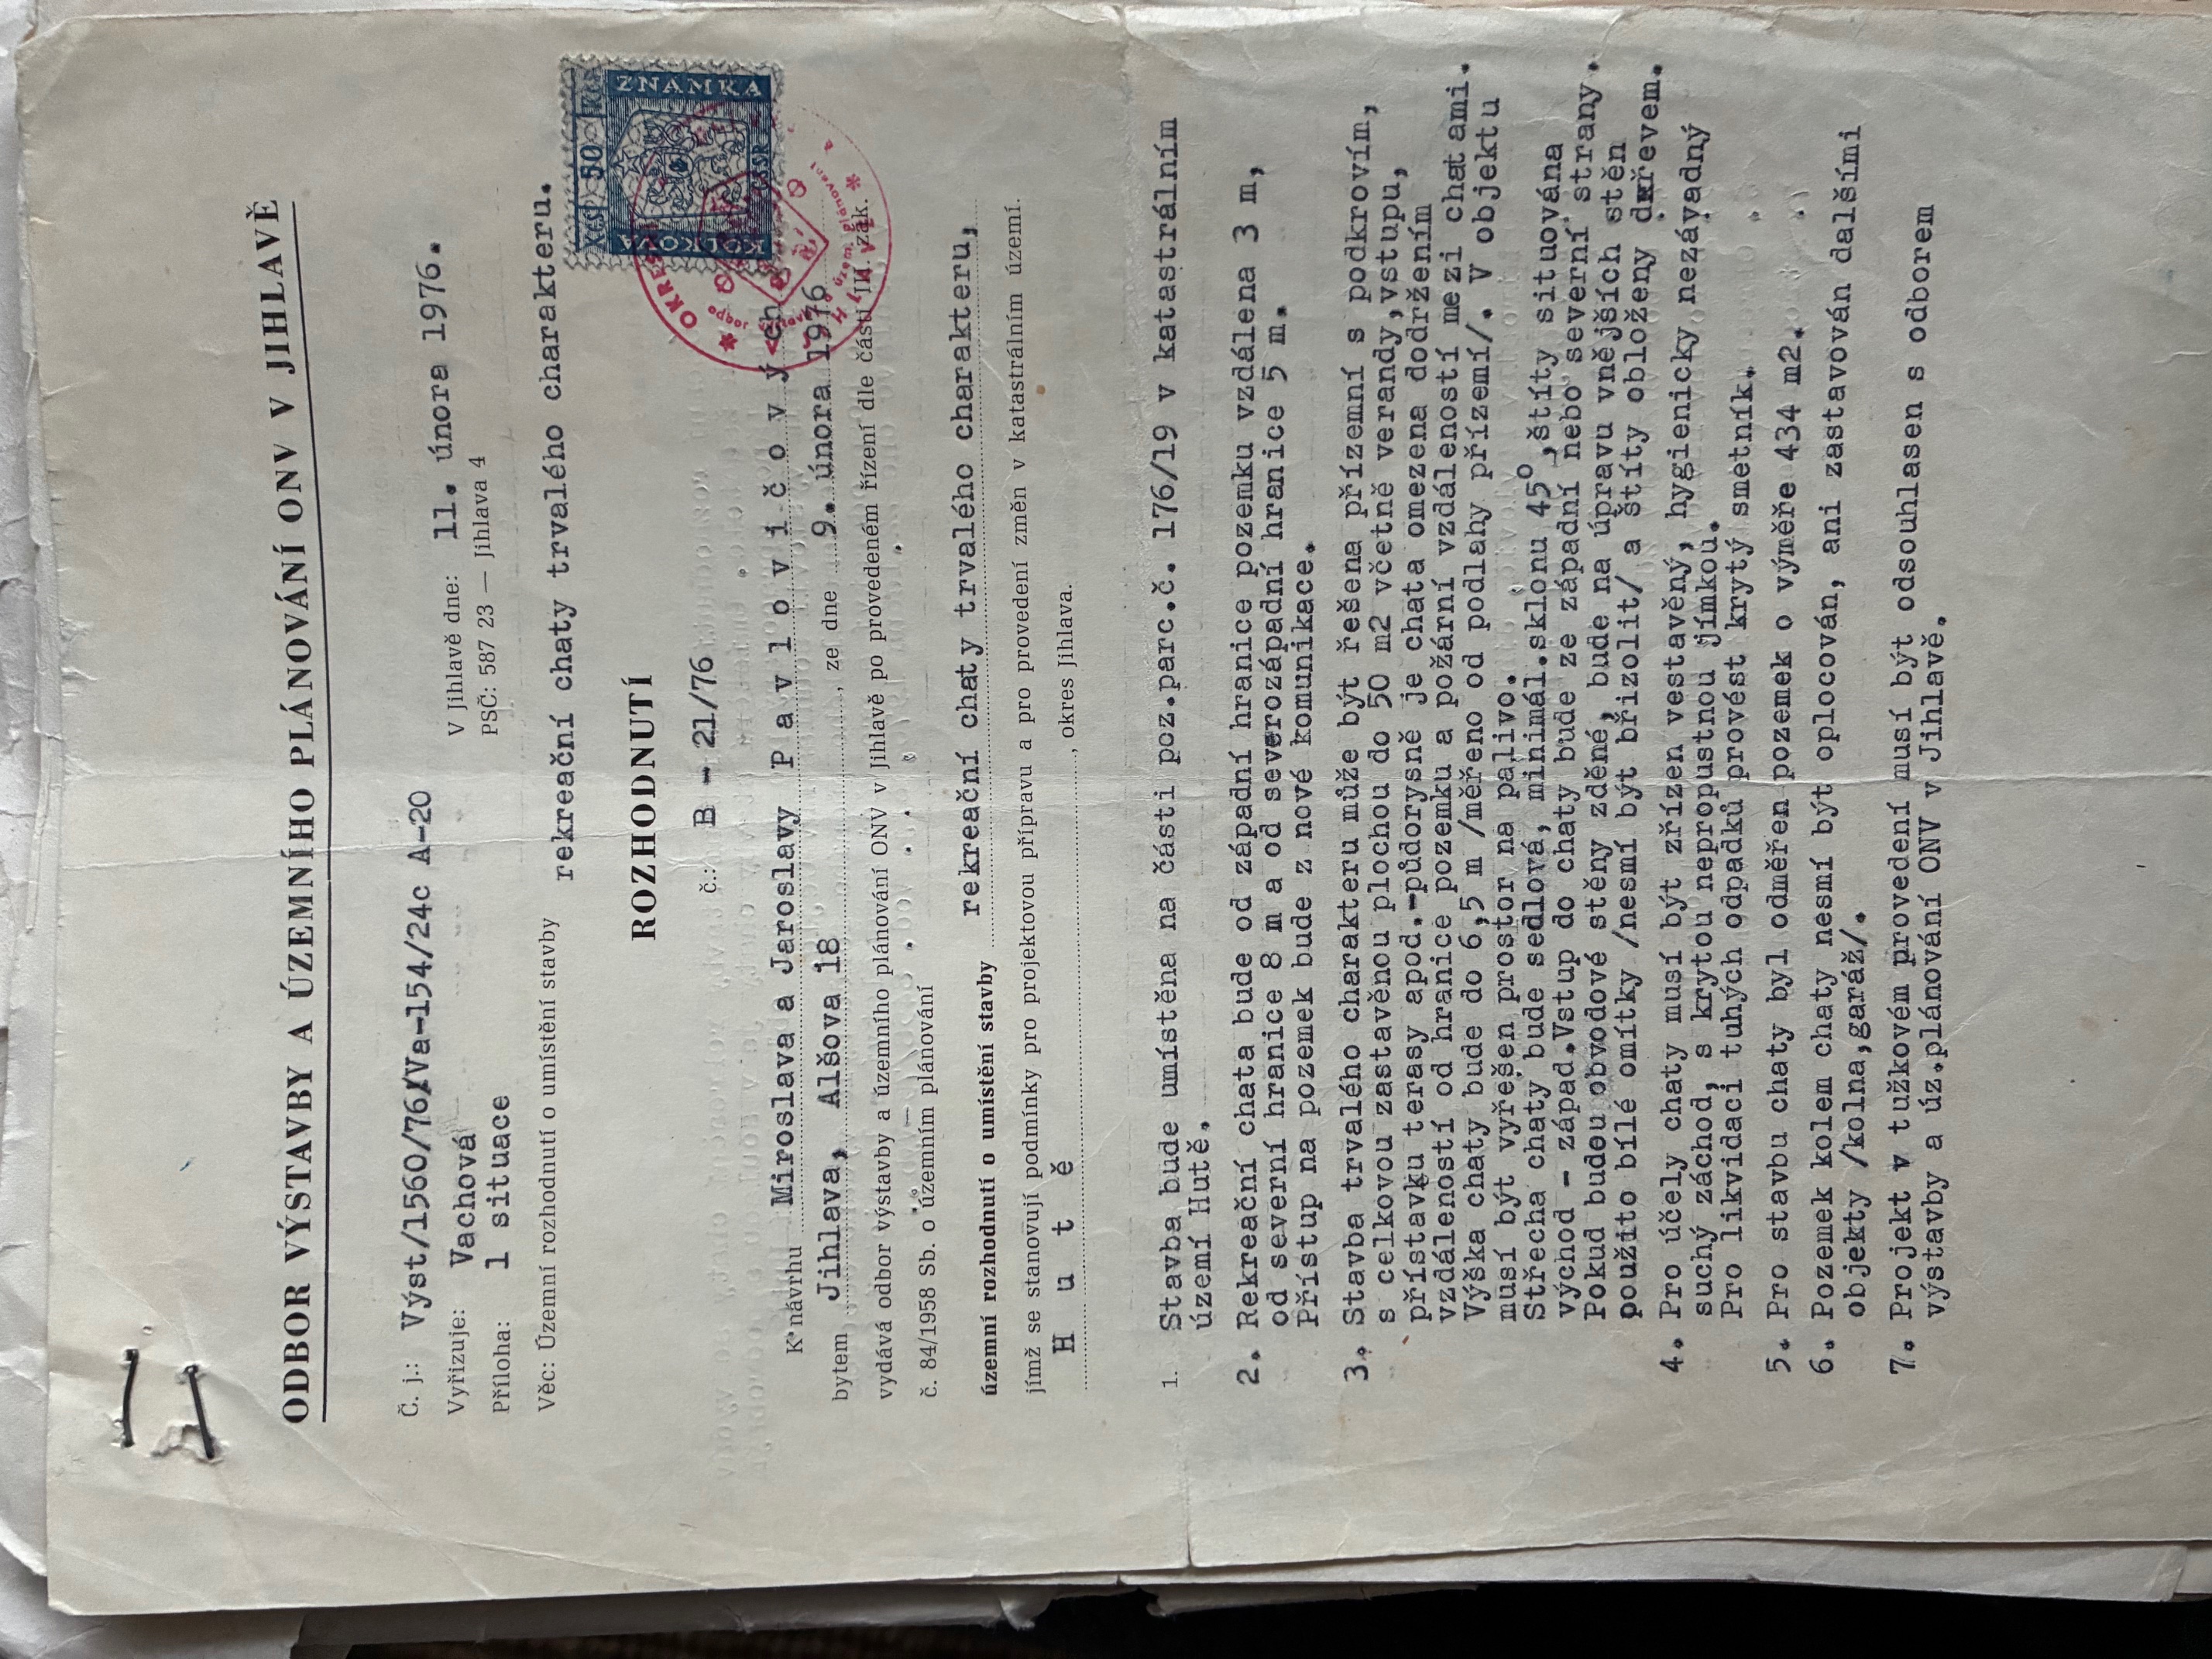 ODBOR VÝSTAVBY A ÚZEMNÍHO PLÁNOVÁNÍ ONV V JIHLAVĚ
Č. j.: Výst/1560/76/Va-154/24c A-20
V Jihlavě dne: 11. února 1976.
Vyřizuje: Vachová
PSČ: 587 23 — Jihlava 4
Příloha: 1 situace
Věc: Územní rozhodnutí o umístění stavby rekreační chaty trvalého charakteru.
Kčs 50 Kčs
KOLKOVÁ ZNÁMKA
ČSSR
ROZHODNUTÍ
č.: B - 21/76
K návrhu Miroslava a Jaroslavy P a v l o v i č o v ý ch
bytem Jihlava, Alšova 18, ze dne 9. února 1976
vydává odbor výstavby a územního plánování ONV v Jihlavě po provedeném řízení dle části zák.
č. 84/1958 Sb. o územním plánování
územní rozhodnutí o umístění stavby rekreační chaty trvalého charakteru,
jímž se stanovují podmínky pro projektovou přípravu a pro provedení změn v katastrálním území.
H u t ě, okres Jihlava.
1. Stavba bude umístěna na části poz.parc.č. 176/19 v katastrálním
území Hutě.
2. Rekreační chata bude od západní hranice pozemku vzdálena 3 m,
od severní hranice 8 m a od severozápadní hranice 5 m.
Přístup na pozemek bude z nové komunikace.
3. Stavba trvalého charakteru může být řešena přízemní s podkrovím,
s celkovou zastavěnou plochou do 50 m2 včetně verandy,vstupu,
přístavku terasy apod.-půdorysně je chata omezena dodržením
vzdáleností od hranice pozemku a požární vzdáleností mezi chatami.
Výška chaty bude do 6,5 m /měřeno od podlahy přízemí/. V objektu
musí být vyřešen prostor na palivo.
Střecha chaty bude sedlová, minimál.sklonu 45°,štíty situována
východ - západ.Vstup do chaty bude ze západní nebo severní strany.
Pokud budou obvodové stěny zděné, bude na úpravu vnějších stěn
použito bílé omítky /nesmí být břizolit/ a štíty obloženy dřevem.
4. Pro účely chaty musí být zřízen vestavěný, hygienicky nezávadný
suchý záchod, s krytou nepropustnou jímkou.
Pro likvidaci tuhých odpadků provést krytý smetník.
5. Pro stavbu chaty byl odměřen pozemek o výměře 434 m2.
6. Pozemek kolem chaty nesmí být oplocován, ani zastavován dalšími
objekty /kolna,garáž/.
7. Projekt v tužkovém provedení musí být odsouhlasen s odborem
výstavby a úz.plánování ONV v Jihlavě.